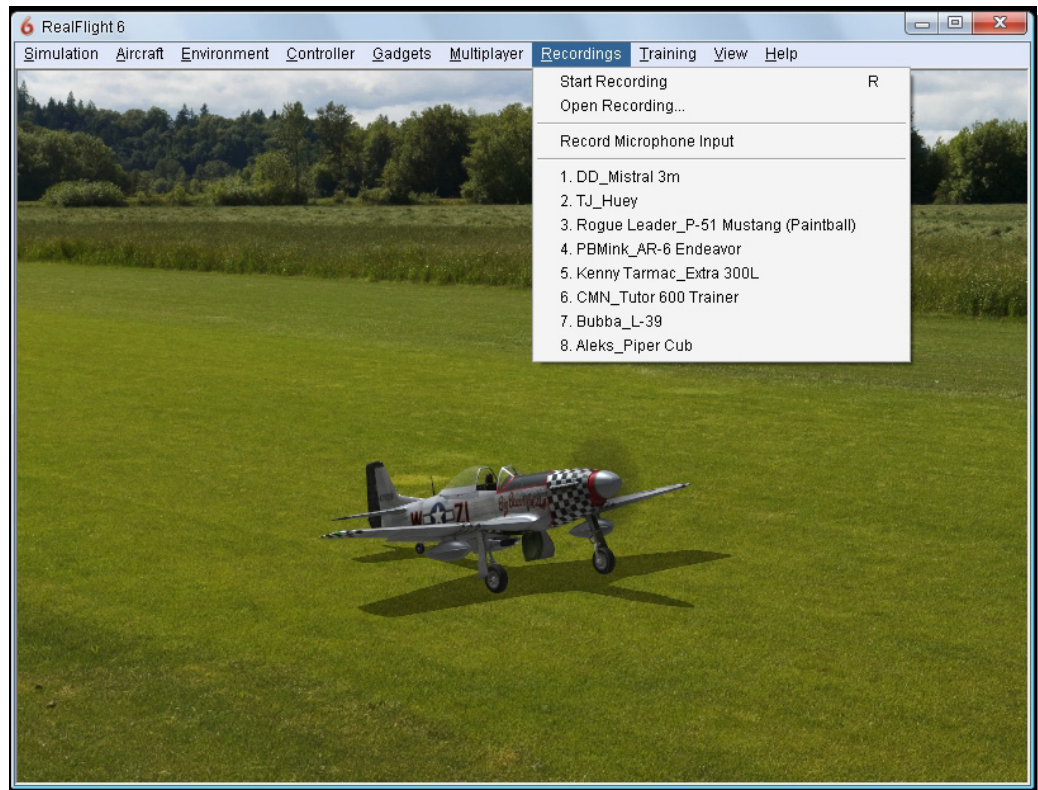 6 RealFlight 6
Simulation Aircraft Environment Controller Gadgets Multiplayer Recordings Training View Help
Start Recording R
Open Recording...
Record Microphone Input
1. DD_Mistral 3m
2. TJ_Huey
3. Rogue Leader_P-51 Mustang (Paintball)
4. PBMink_AR-6 Endeavor
5. Kenny Tarmac_Extra 300L
6. CMN_Tutor 600 Trainer
7. Bubba_L-39
8. Aleks_Piper Cub
W ZI